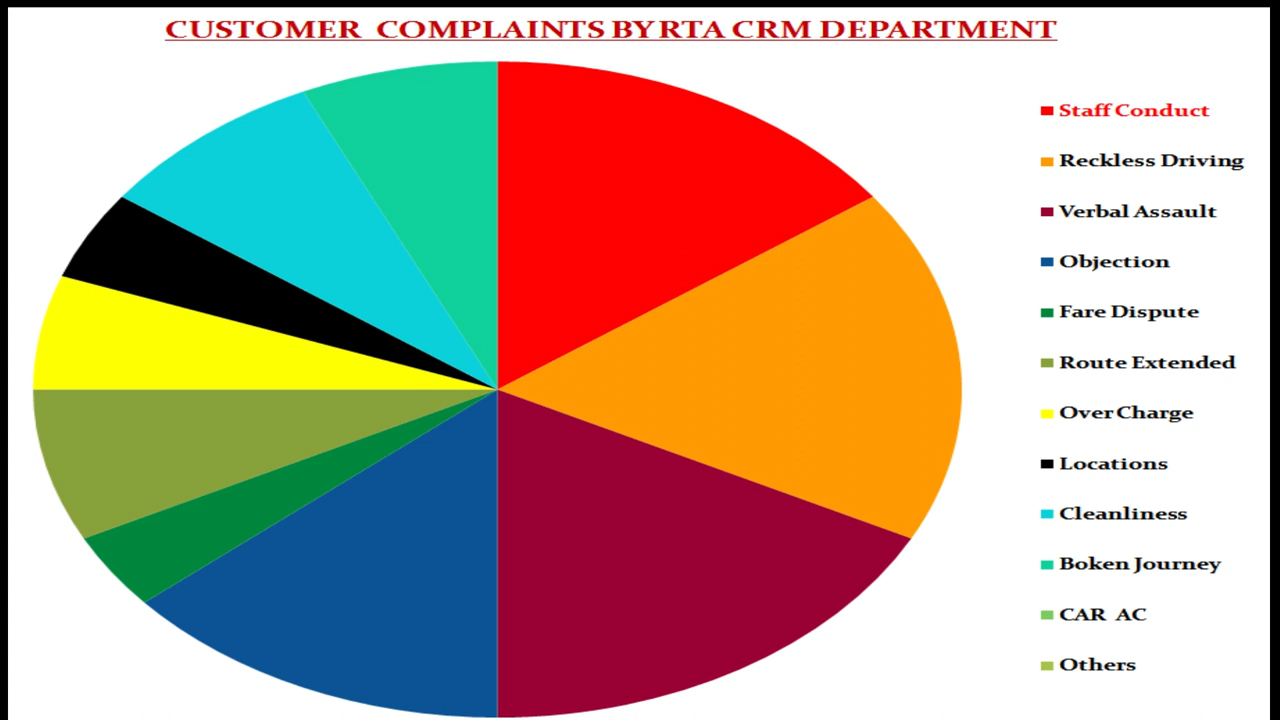 CUSTOMER COMPLAINTS BY RTA CRM DEPARTMENT
Staff Conduct
Reckless Driving
Verbal Assault
Objection
Fare Dispute
Route Extended
Over Charge
Locations
Cleanliness
Boken Journey
CAR AC
Others